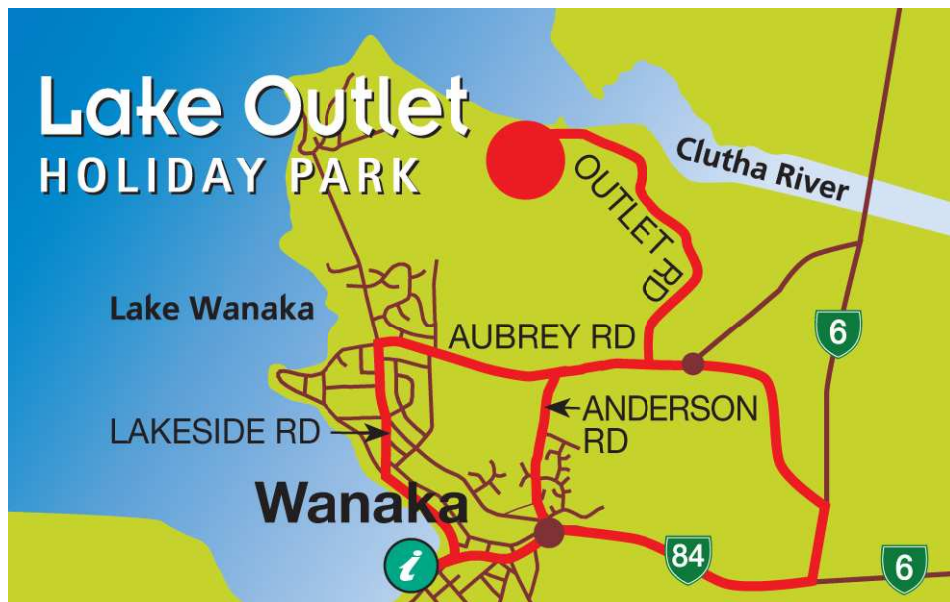 Lake Outlet
HOLIDAY PARK
Clutha River
OUTLET RD
Lake Wanaka
AUBREY RD
6
LAKESIDE RD
ANDERSON
RD
Wanaka
i
84
6